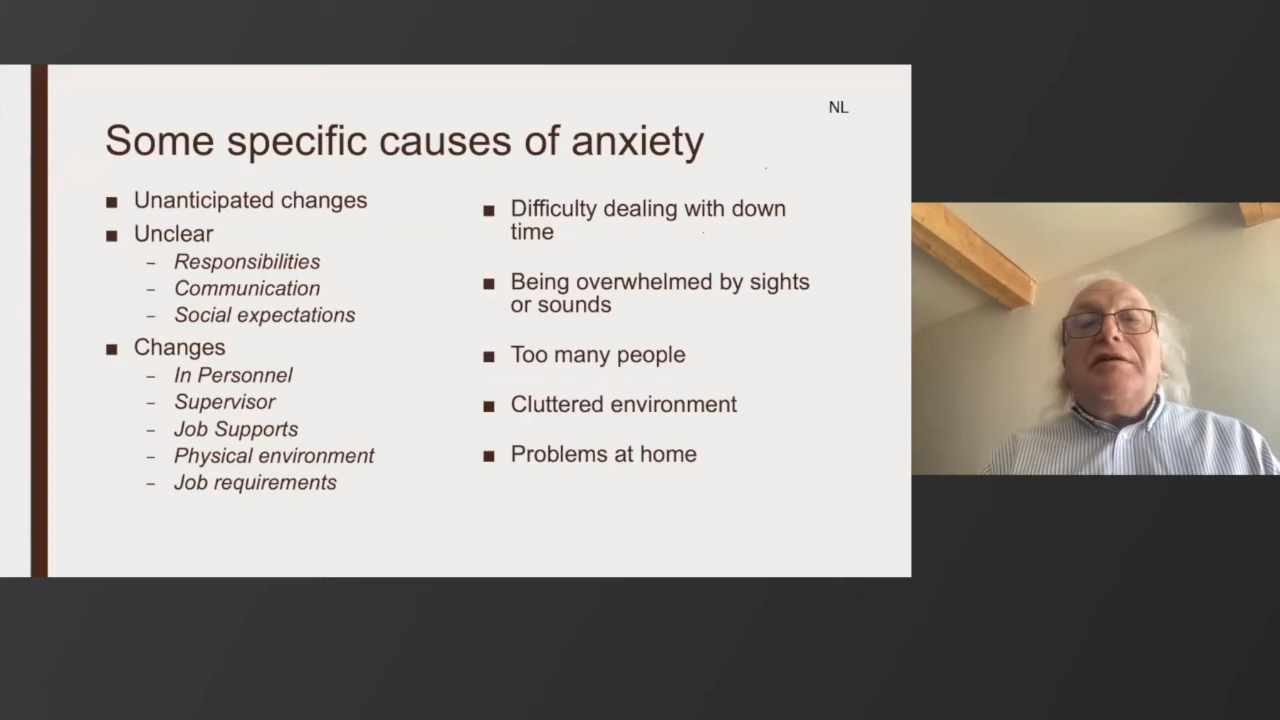 NL
Some specific causes of anxiety
■ Unanticipated changes
■ Unclear
– Responsibilities
– Communication
– Social expectations
■ Changes
– In Personnel
– Supervisor
– Job Supports
– Physical environment
– Job requirements
■ Difficulty dealing with down
time
■ Being overwhelmed by sights
or sounds
■ Too many people
■ Cluttered environment
■ Problems at home